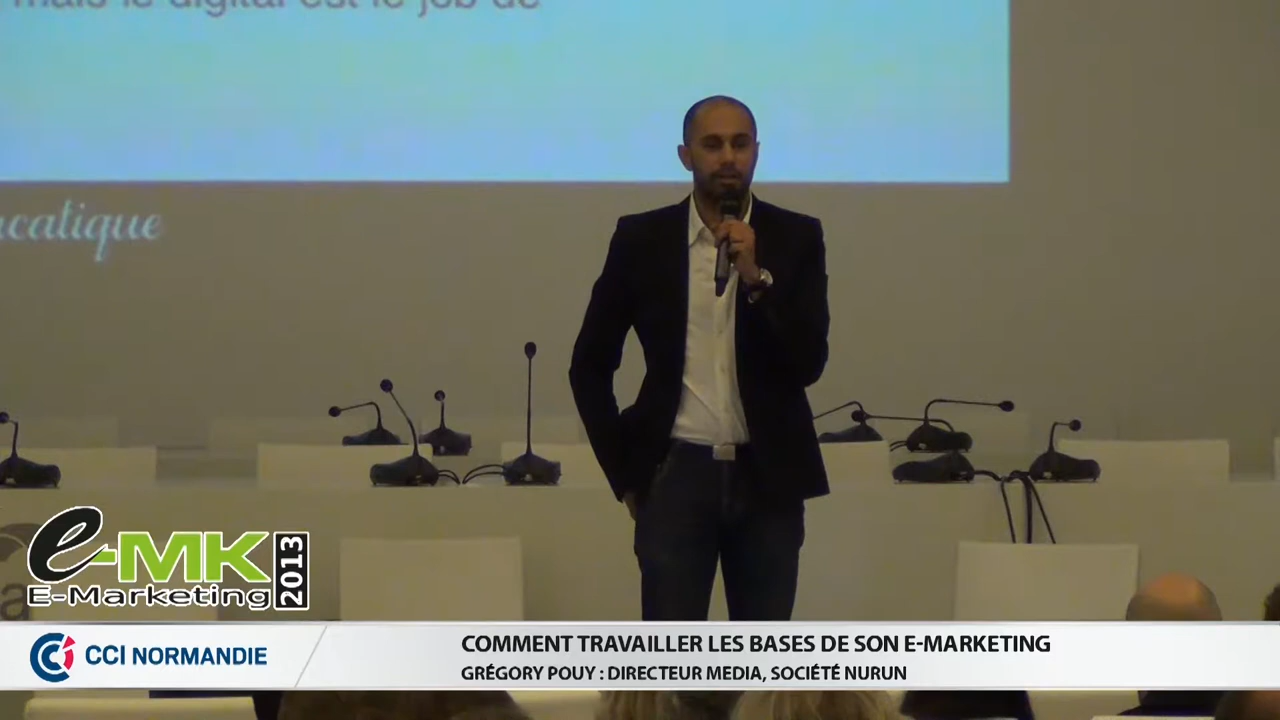 mais le digital est le job de
e-MK
E-Marketing
2013
CCI NORMANDIE
COMMENT TRAVAILLER LES BASES DE SON E-MARKETING
GRÉGORY POUY : DIRECTEUR MEDIA, SOCIÉTÉ NURUN